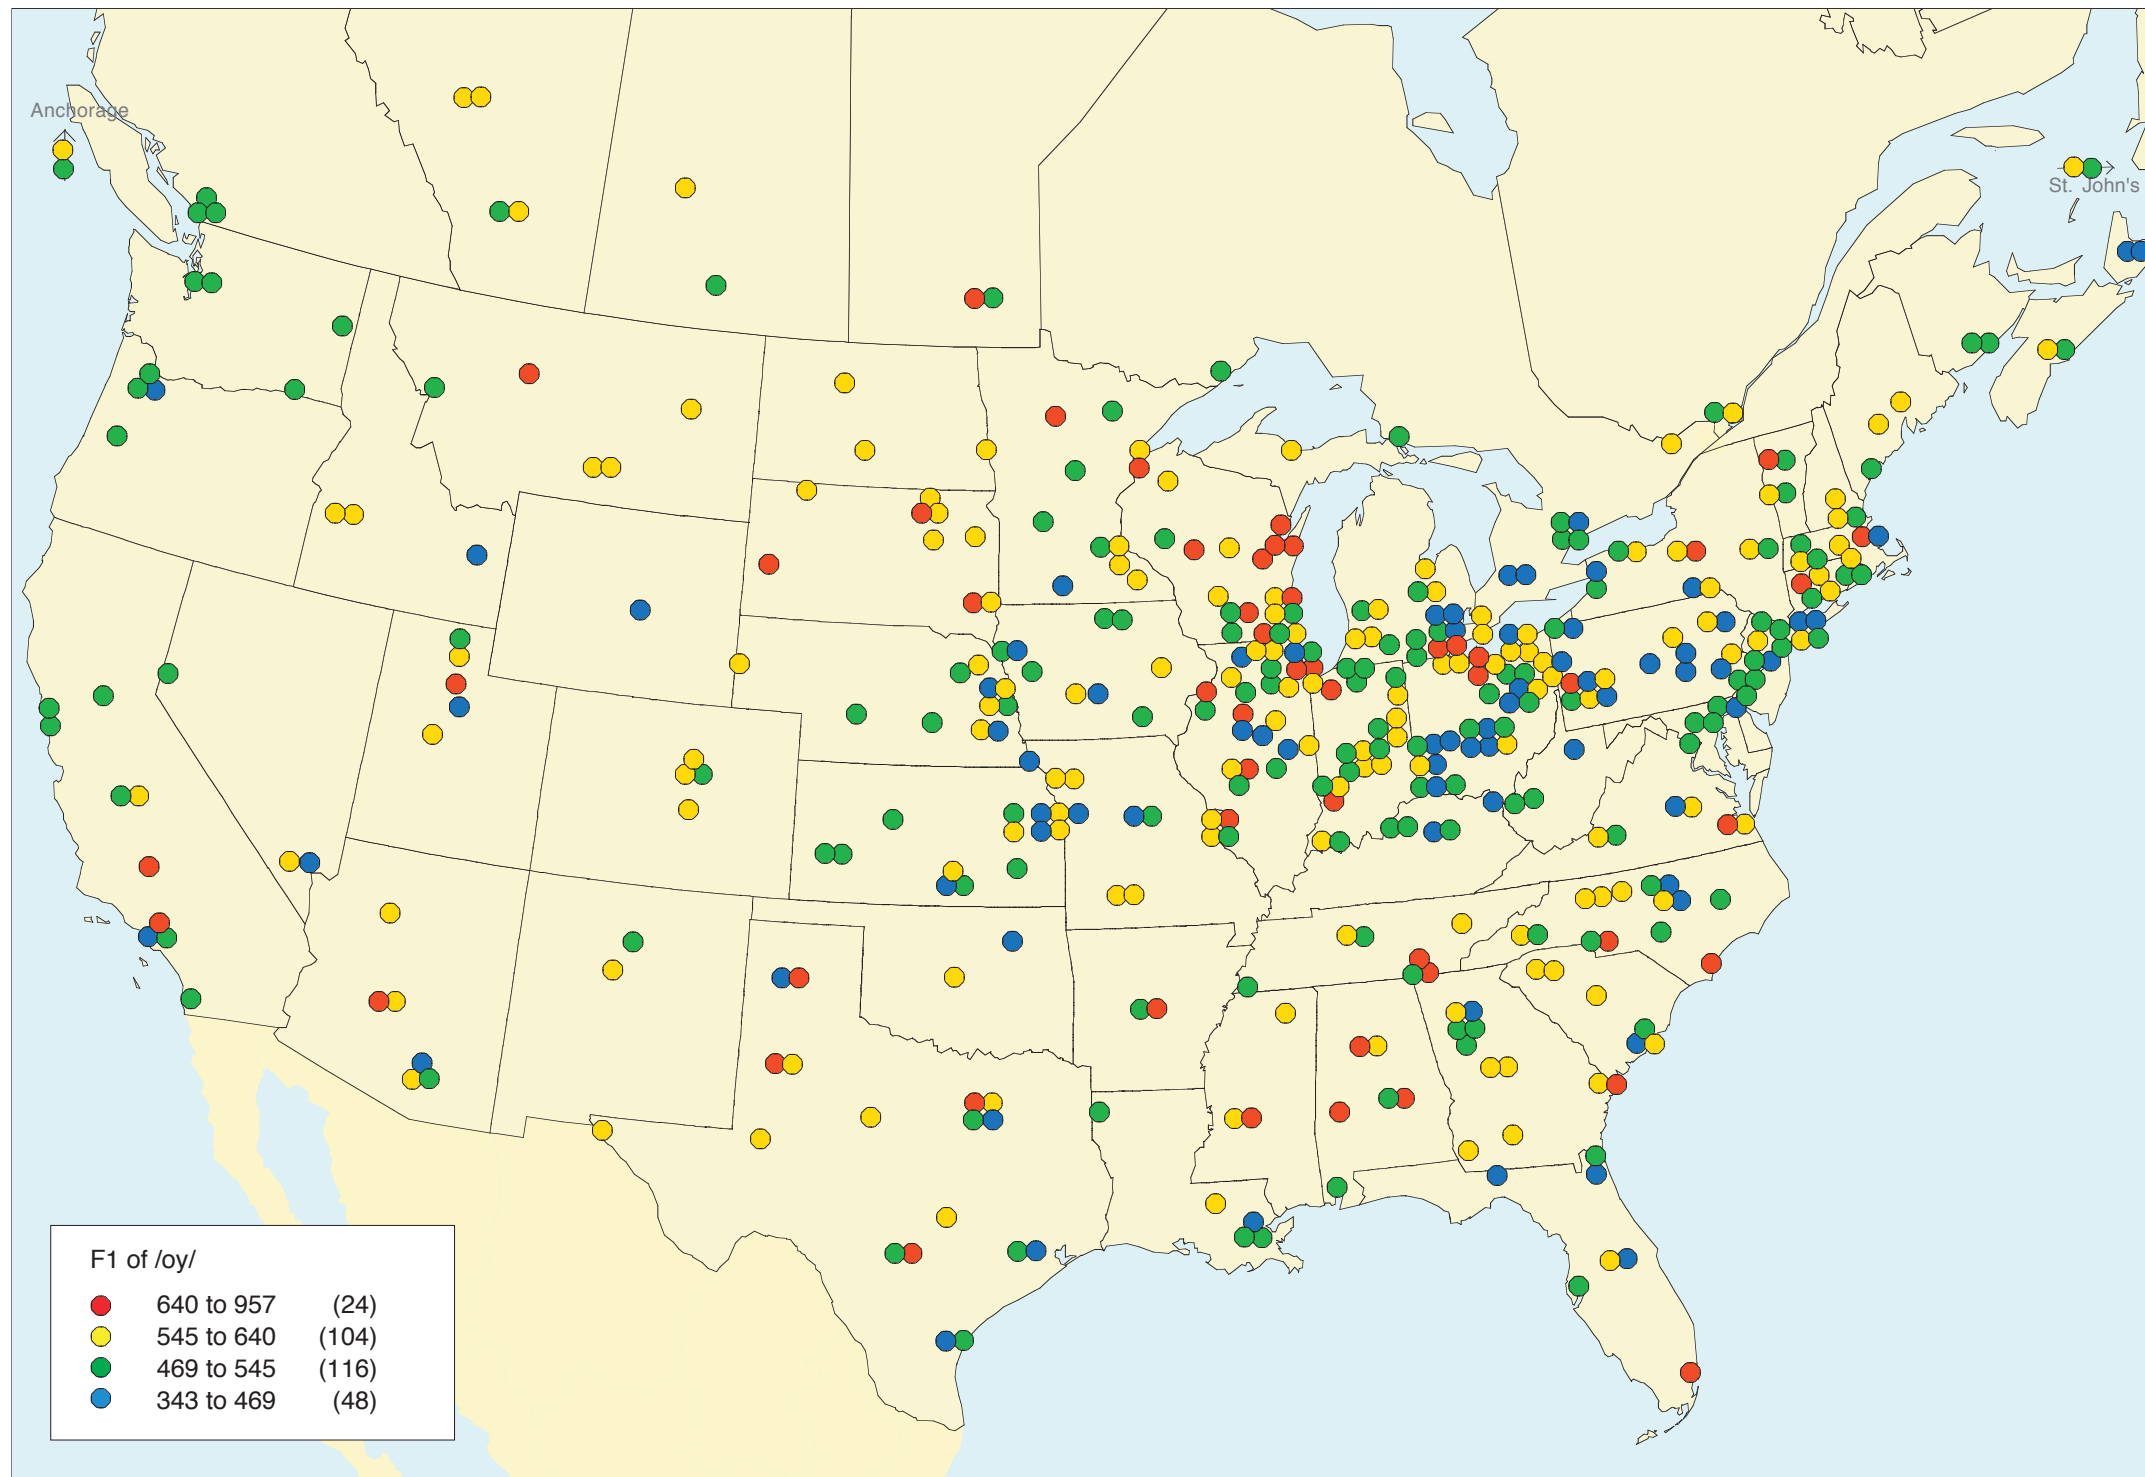 Anchorage
St. John's
F1 of /oy/
640 to 957 (24)
545 to 640 (104)
469 to 545 (116)
343 to 469 (48)